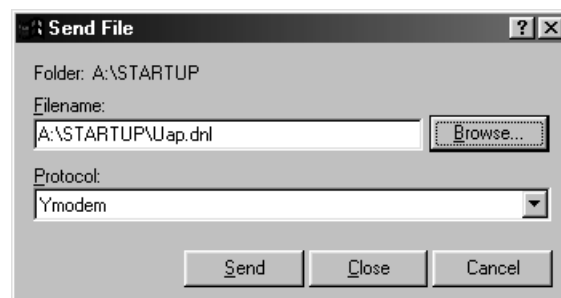 Send File
Folder: A:\STARTUP
Filename:
A:\STARTUP\Uap.dnl
Browse...
Protocol:
Ymodem
Send Close Cancel